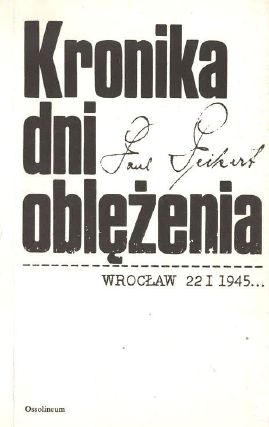 Kronika
dni
Paul Peikert
oblężenia
WROCŁAW 22 I 1945...
Ossolineum